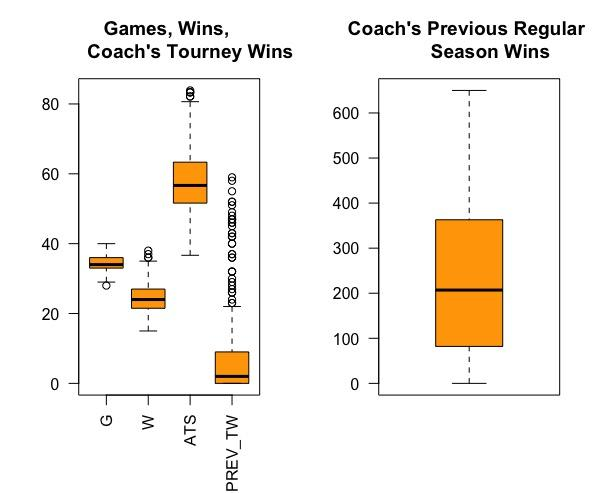 Games, Wins,
Coach's Tourney Wins
80
60
40
20
0
G
W
ATS
PREV_TW
Coach's Previous Regular
Season Wins
600
500
400
300
200
100
0